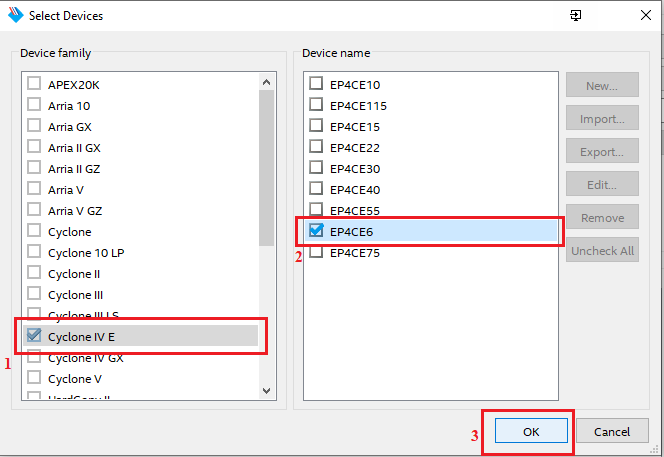 Select Devices
Device family
APEX20K
Arria 10
Arria GX
Arria II GX
Arria II GZ
Arria V
Arria V GZ
Cyclone
Cyclone 10 LP
Cyclone II
Cyclone III
Cyclone III LS
Cyclone IV E
Cyclone IV GX
Cyclone V
HardCopy II
1
Device name
EP4CE10
EP4CE115
EP4CE15
EP4CE22
EP4CE30
EP4CE40
EP4CE55
EP4CE6
EP4CE75
2
New...
Import...
Export...
Edit...
Remove
Uncheck All
3
OK
Cancel